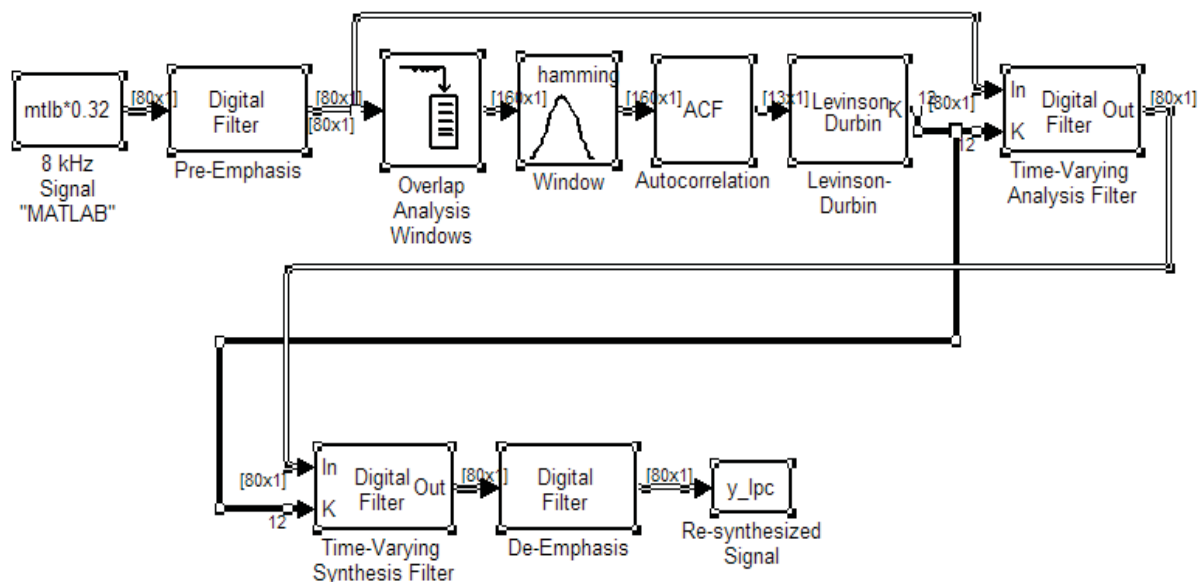 mtlb*0.32
8 kHz
Signal
"MATLAB"
[80x1]
Digital
Filter
Pre-Emphasis
[80x1]
[80x1]
Overlap
Analysis
Windows
[160x1]
hamming
Window
[160x1]
ACF
Autocorrelation
[13x1]
Levinson-
Durbin
K
Levinson-
Durbin
12
[80x1]
12
In
K
Digital
Filter
Out
Time-Varying
Analysis Filter
[80x1]
[80x1]
12
In
K
Digital
Filter
Out
Time-Varying
Synthesis Filter
[80x1]
Digital
Filter
De-Emphasis
[80x1]
y_lpc
Re-synthesized
Signal